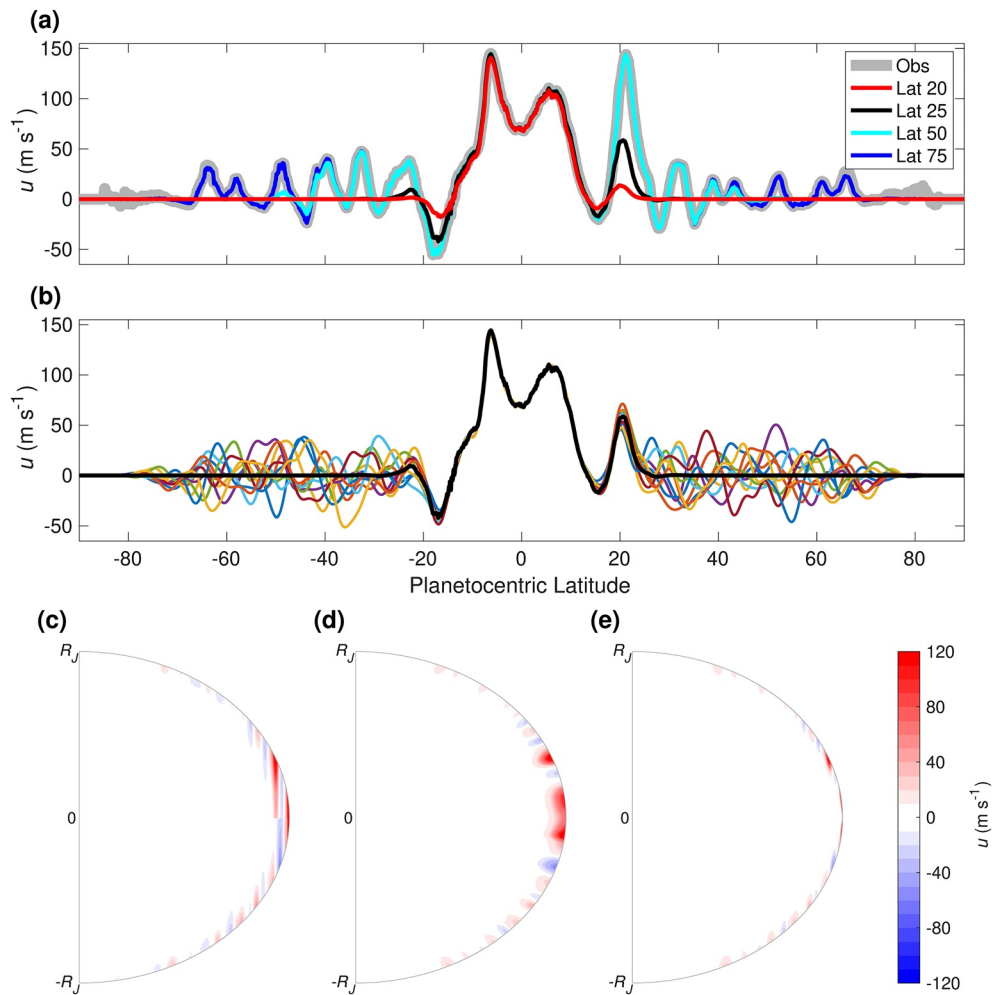 (a)
150
100
50
0
-50
u (m s-1)
Obs
Lat 20
Lat 25
Lat 50
Lat 75
(b)
150
100
50
0
-50
u (m s-1)
-80 -60 -40 -20 0 20 40 60 80
Planetocentric Latitude
(c) (d) (e)
RJ RJ RJ
0 0 0
-RJ -RJ -RJ
120
80
40
0
-40
-80
-120
u (m s-1)